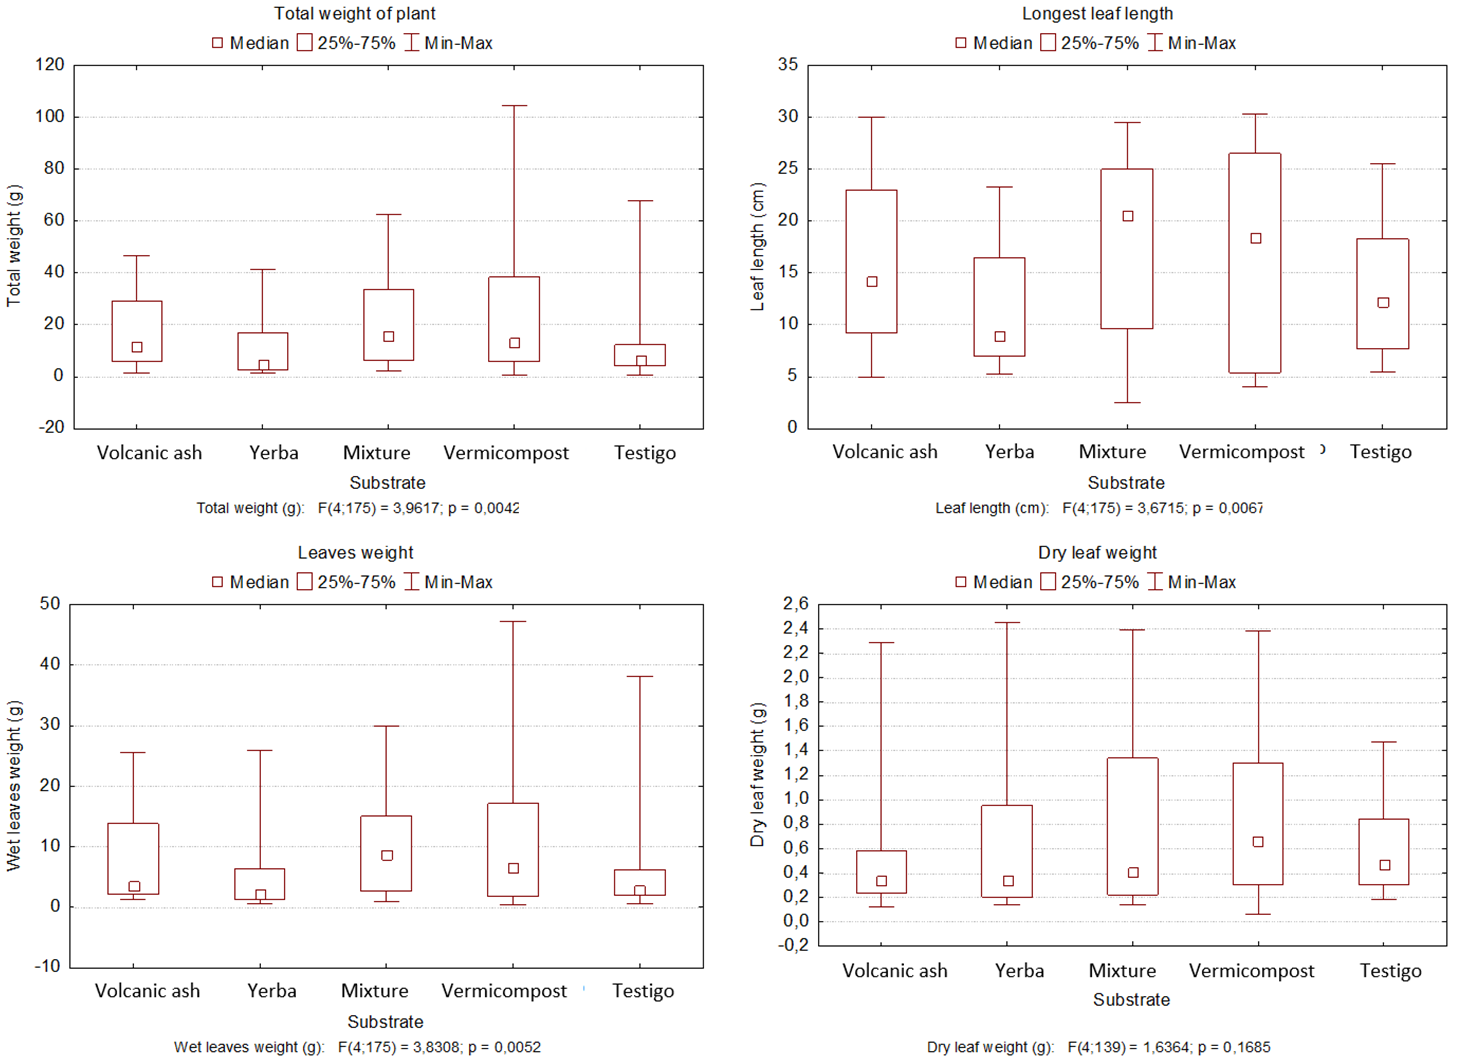 Total weight of plant
Median 25%-75% Min-Max
120
100
80
60
40
20
0
-20
Total weight (g)
Volcanic ash Yerba Mixture Vermicompost Testigo
Substrate
Total weight (g): F(4;175) = 3,9617; p = 0,0042
Longest leaf length
Median 25%-75% Min-Max
35
30
25
20
15
10
5
0
Leaf length (cm)
Volcanic ash Yerba Mixture Vermicompost Testigo
Substrate
Leaf length (cm): F(4;175) = 3,6715; p = 0,0067
Leaves weight
Median 25%-75% Min-Max
50
40
30
20
10
0
-10
Wet leaves weight (g)
Volcanic ash Yerba Mixture Vermicompost Testigo
Substrate
Wet leaves weight (g): F(4;175) = 3,8308; p = 0,0052
Dry leaf weight
Median 25%-75% Min-Max
2,6
2,4
2,2
2,0
1,8
1,6
1,4
1,2
1,0
0,8
0,6
0,4
0,2
0,0
-0,2
Dry leaf weight (g)
Volcanic ash Yerba Mixture Vermicompost Testigo
Substrate
Dry leaf weight (g): F(4;139) = 1,6364; p = 0,1685